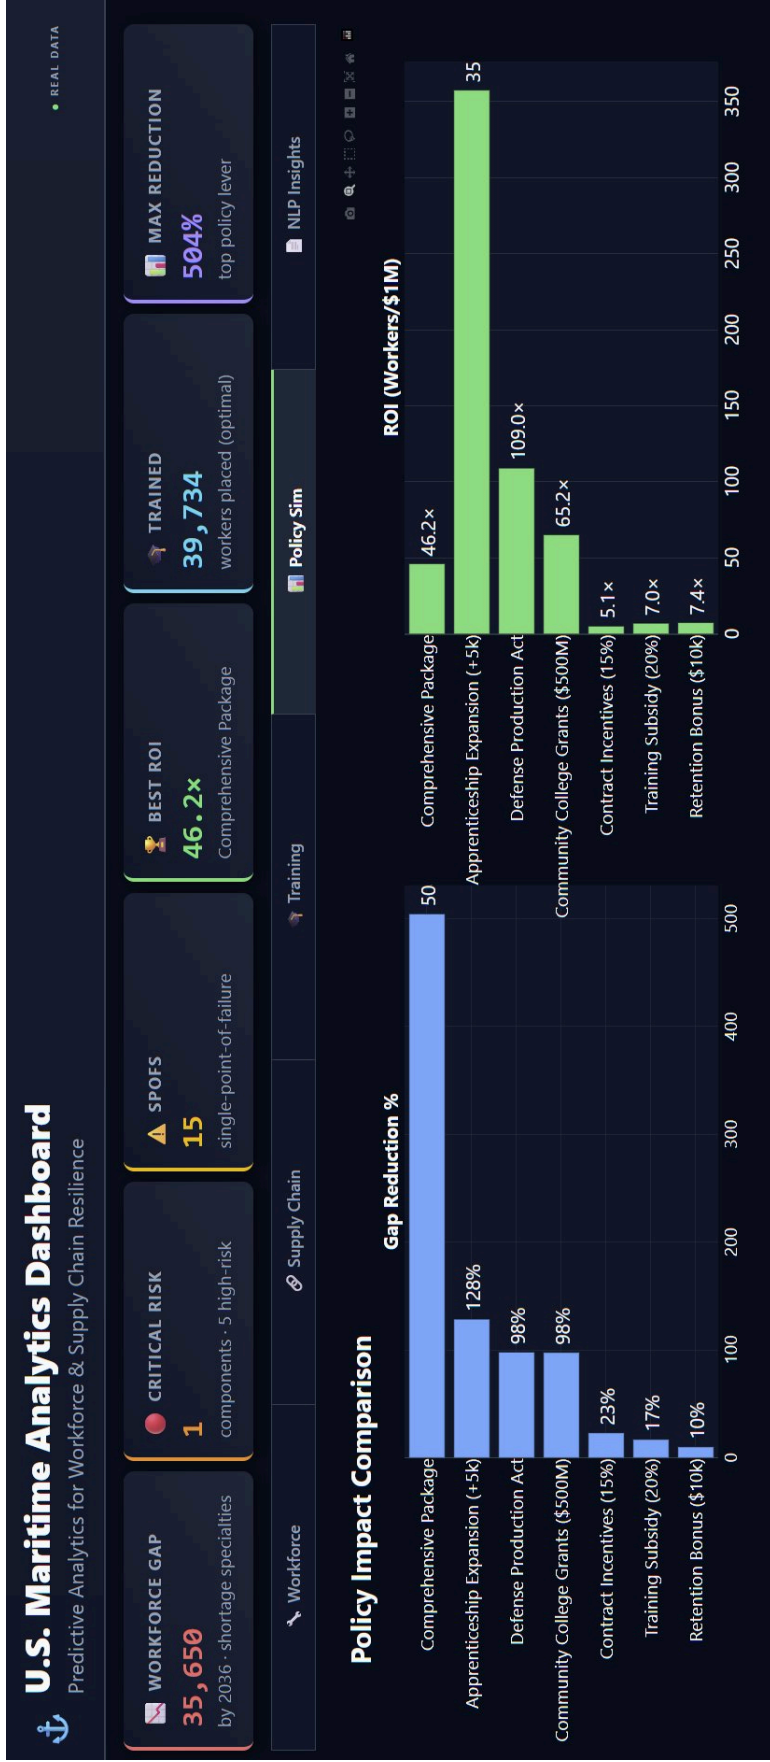 U.S. Maritime Analytics Dashboard
Predictive Analytics for Workforce & Supply Chain Resilience
● REAL DATA
WORKFORCE GAP
35,650
by 2036 · shortage specialties
CRITICAL RISK
1
components · 5 high-risk
SPOFS
15
single-point-of-failure
BEST ROI
46.2×
Comprehensive Package
TRAINED
39,734
workers placed (optimal)
MAX REDUCTION
504%
top policy lever
Workforce
Supply Chain
Training
Policy Sim
NLP Insights
Policy Impact Comparison
Gap Reduction %
Comprehensive Package
50
Apprenticeship Expansion (+5k)
128%
Defense Production Act
98%
Community College Grants ($500M)
98%
Contract Incentives (15%)
23%
Training Subsidy (20%)
17%
Retention Bonus ($10k)
10%
0 100 200 300 400 500
ROI (Workers/$1M)
Comprehensive Package
46.2×
Apprenticeship Expansion (+5k)
35
Defense Production Act
109.0×
Community College Grants ($500M)
65.2×
Contract Incentives (15%)
5.1×
Training Subsidy (20%)
7.0×
Retention Bonus ($10k)
7.4×
0 50 100 150 200 250 300 350